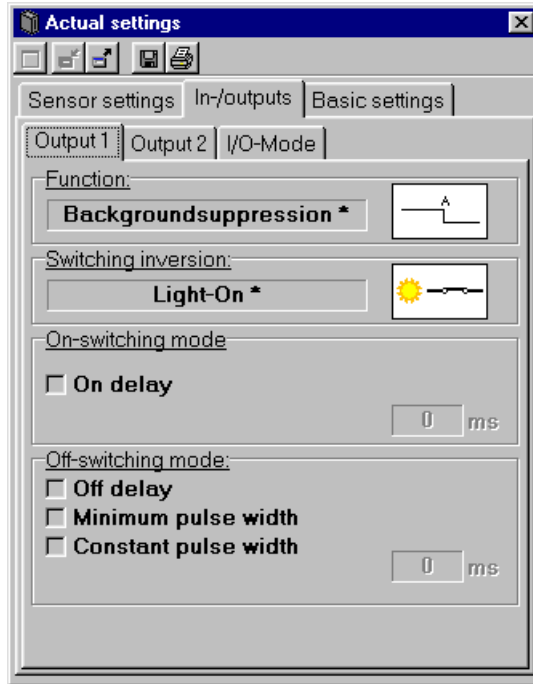 Actual settings
Sensor settings In-/outputs Basic settings
Output 1 Output 2 I/O-Mode
Function:
Backgroundsuppression *
A
Switching inversion:
Light-On *
On-switching mode
On delay
0 ms
Off-switching mode:
Off delay
Minimum pulse width
Constant pulse width
0 ms